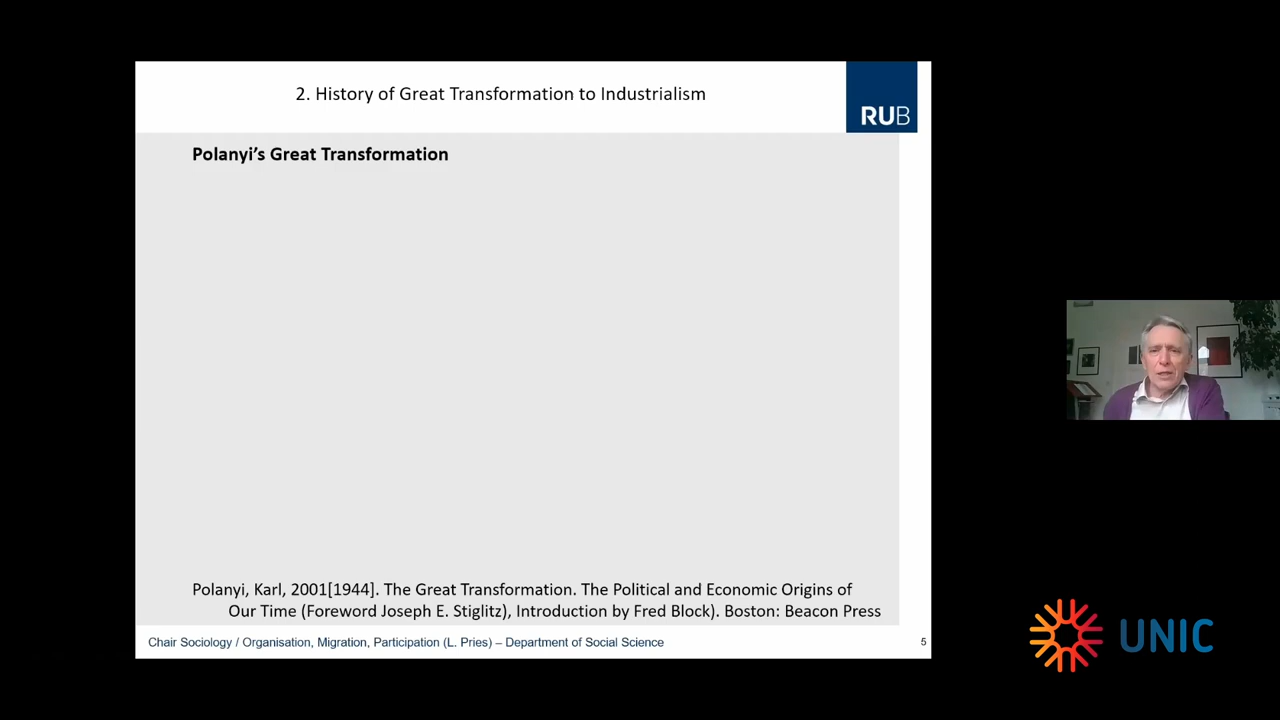 2. History of Great Transformation to Industrialism
RUB
Polanyi’s Great Transformation
Polanyi, Karl, 2001[1944]. The Great Transformation. The Political and Economic Origins of
Our Time (Foreword Joseph E. Stiglitz), Introduction by Fred Block). Boston: Beacon Press
Chair Sociology / Organisation, Migration, Participation (L. Pries) – Department of Social Science
5
UNIC